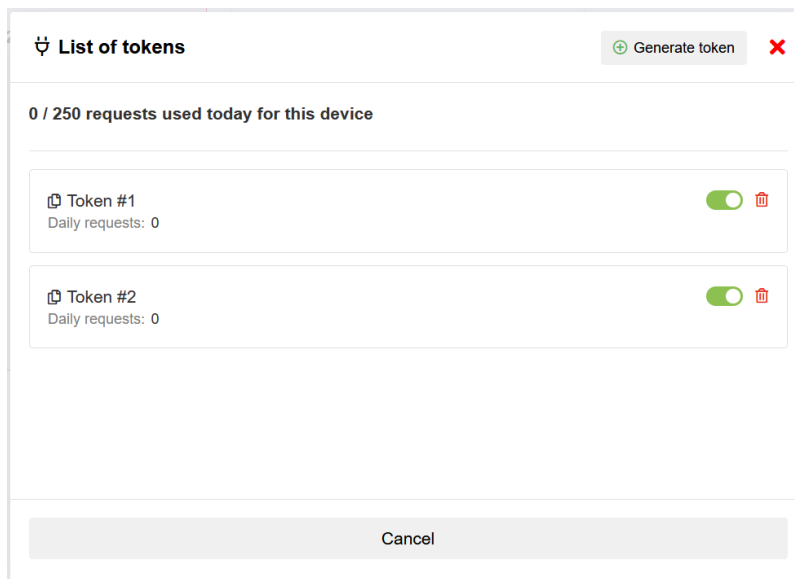 List of tokens
Generate token
0 / 250 requests used today for this device
Token #1
Daily requests: 0
Token #2
Daily requests: 0
Cancel